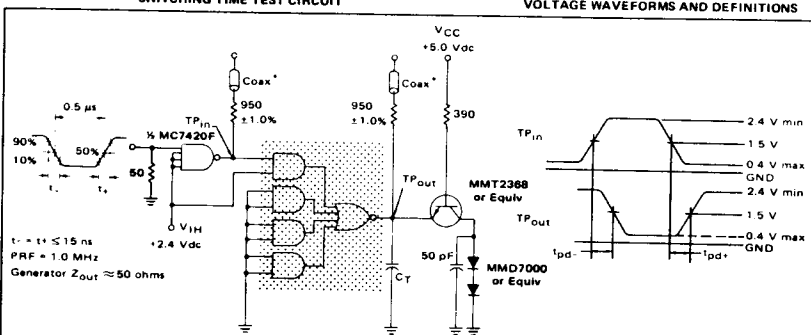 SWITCHING TIME TEST CIRCUIT
VOLTAGE WAVEFORMS AND DEFINITIONS
VCC
+5.0 Vdc
Coax*
Coax*
0.5 µs
950
±1.0%
950
±1.0%
390
TPin
½ MC7420F
90%
50%
10%
50
t-
t+
VIH
+2.4 Vdc
TPout
MMT2368
or Equiv
50 pF
CT
MMD7000
or Equiv
t- = t+ ≤ 15 ns
PRF = 1.0 MHz
Generator Zout ≈ 50 ohms
TPin
2.4 V min
1.5 V
0.4 V max
GND
TPout
2.4 V min
1.5 V
0.4 V max
GND
tpd-
tpd+